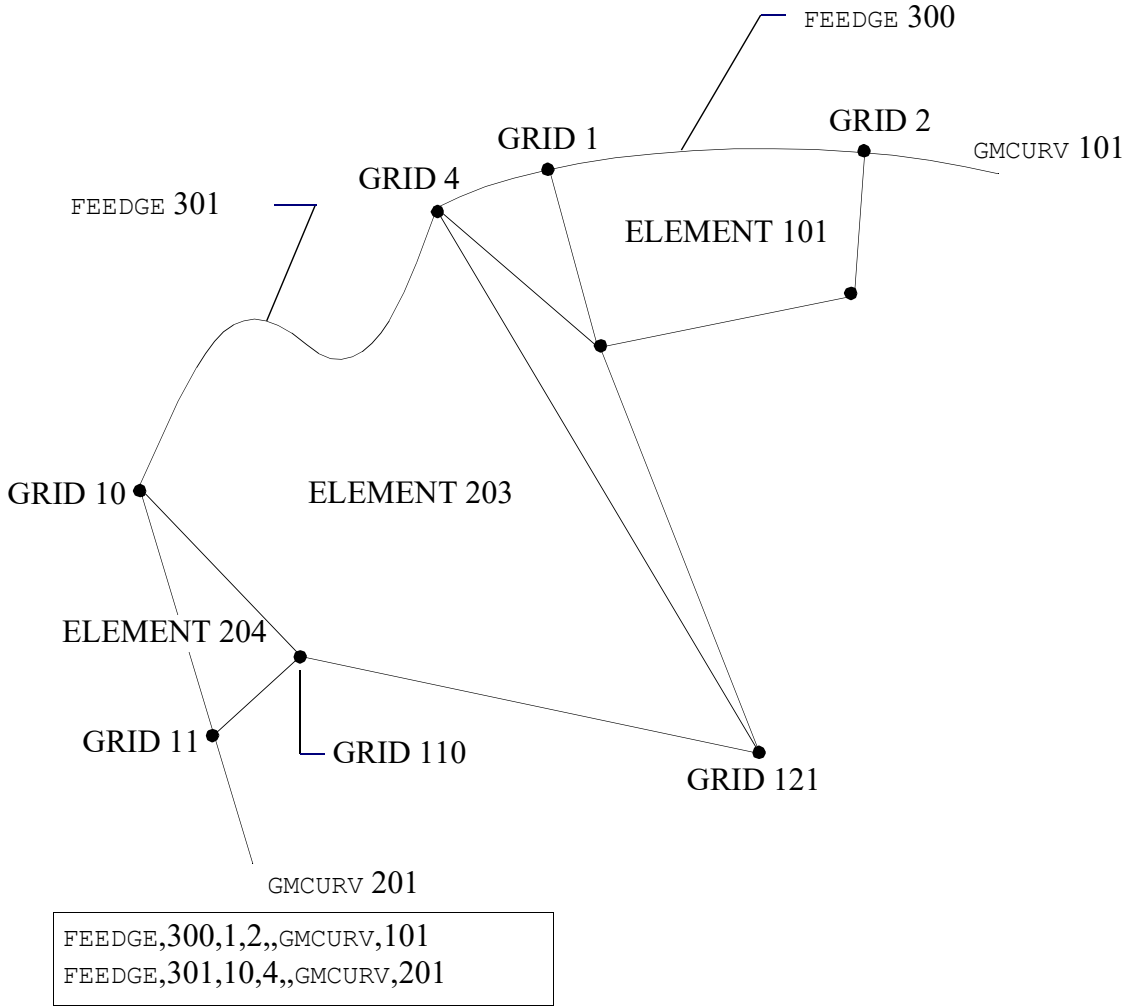 FEEDGE 300
GRID 1
GRID 2
GMCURV 101
GRID 4
FEEDGE 301
ELEMENT 101
GRID 10
ELEMENT 203
ELEMENT 204
GRID 11
GRID 110
GRID 121
GMCURV 201
FEEDGE,300,1,2,,GMCURV,101
FEEDGE,301,10,4,,GMCURV,201